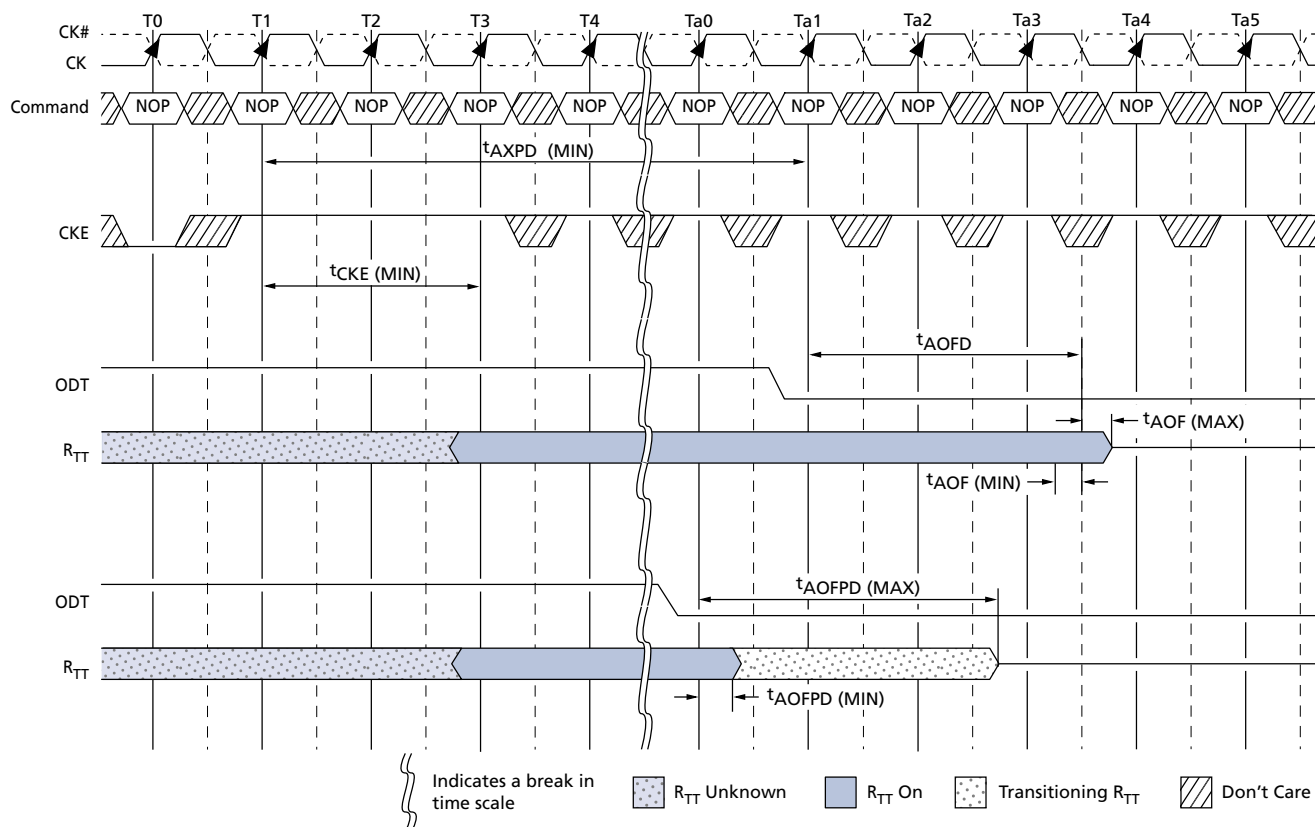 T0 T1 T2 T3 T4 Ta0 Ta1 Ta2 Ta3 Ta4 Ta5
CK#
CK
Command NOP NOP NOP NOP NOP NOP NOP NOP NOP NOP NOP
tAXPD (MIN)
CKE
tCKE (MIN)
tAOFD
ODT
tAOF (MAX)
RTT
tAOF (MIN)
tAOFPD (MAX)
ODT
RTT
tAOFPD (MIN)
Indicates a break in
time scale
RTT Unknown
RTT On
Transitioning RTT
Don't Care